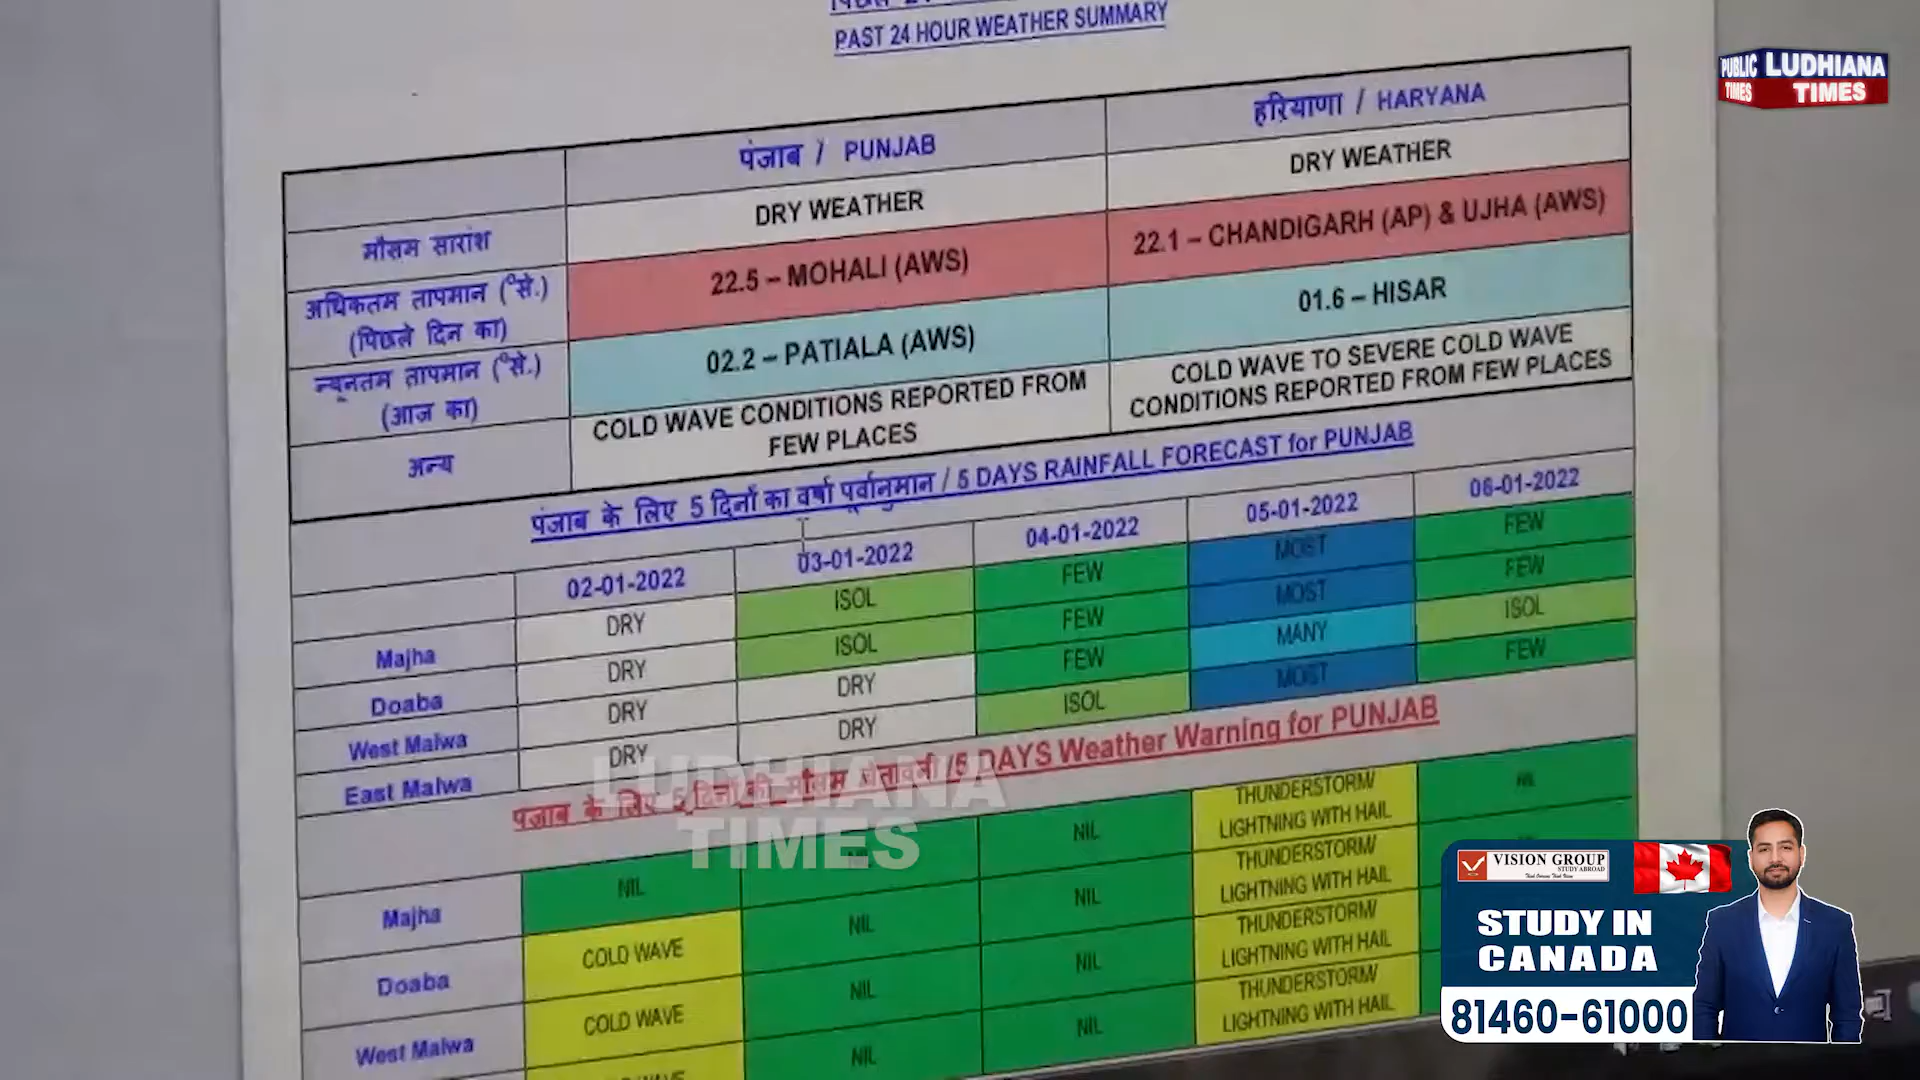 PAST 24 HOUR WEATHER SUMMARY
PUBLIC TIMES LUDHIANA TIMES
पंजाब / PUNJAB
हरियाणा / HARYANA
मौसम सारांश
DRY WEATHER
DRY WEATHER
अधिकतम तापमान (°से.)
(पिछले दिन का)
22.5 – MOHALI (AWS)
22.1 – CHANDIGARH (AP) & UJHA (AWS)
न्यूनतम तापमान (°से.)
(आज का)
02.2 – PATIALA (AWS)
01.6 – HISAR
अन्य
COLD WAVE CONDITIONS REPORTED FROM
FEW PLACES
COLD WAVE TO SEVERE COLD WAVE
CONDITIONS REPORTED FROM FEW PLACES
पंजाब के लिए 5 दिनों का वर्षा पूर्वानुमान / 5 DAYS RAINFALL FORECAST for PUNJAB
02-01-2022 03-01-2022 04-01-2022 05-01-2022 06-01-2022
Majha DRY ISOL FEW MOST FEW
Doaba DRY ISOL FEW MOST FEW
West Malwa DRY DRY FEW MANY ISOL
East Malwa DRY DRY ISOL MOST FEW
पंजाब के लिए 5 दिनों की मौसम चेतावनी /5 DAYS Weather Warning for PUNJAB
LUDHIANA
TIMES
Majha NIL NIL NIL THUNDERSTORM/
LIGHTNING WITH HAIL NIL
Doaba COLD WAVE NIL NIL THUNDERSTORM/
LIGHTNING WITH HAIL
West Malwa COLD WAVE NIL NIL THUNDERSTORM/
LIGHTNING WITH HAIL
NIL NIL THUNDERSTORM/
LIGHTNING WITH HAIL
VISION GROUP
STUDY ABROAD
STUDY IN
CANADA
81460-61000